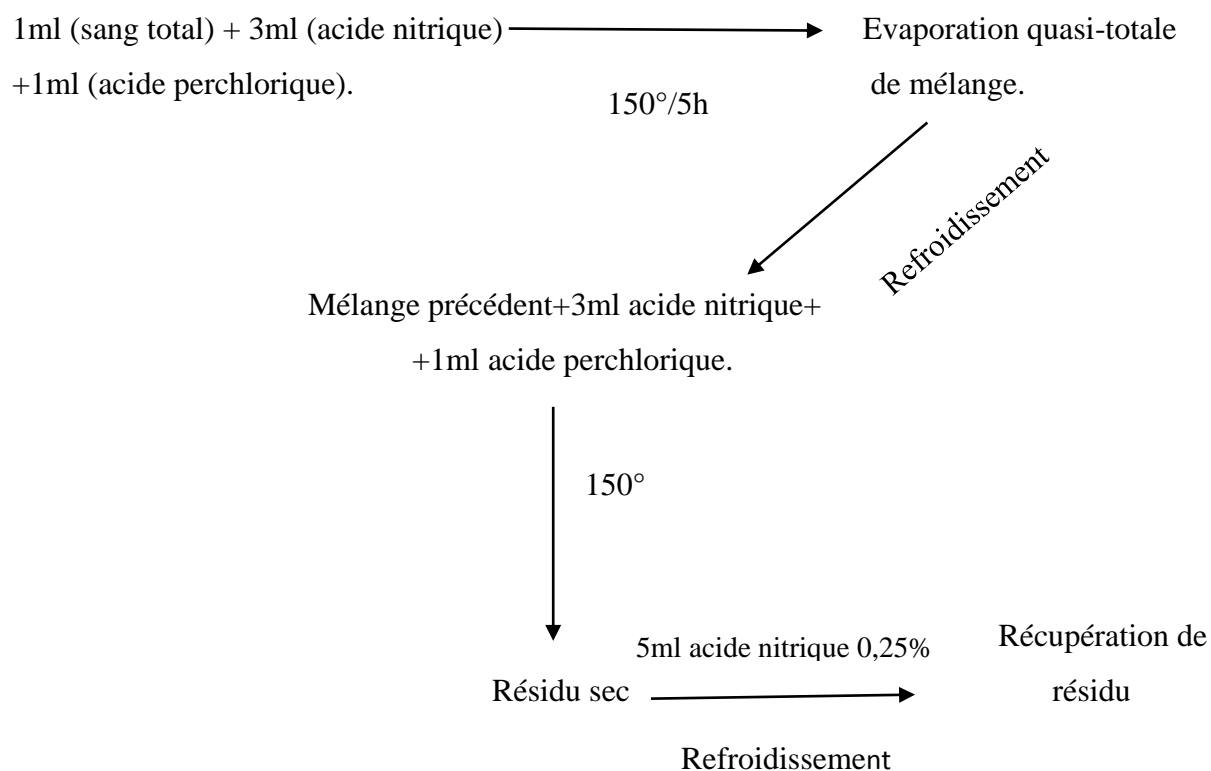 1ml (sang total) + 3ml (acide nitrique)
+1ml (acide perchlorique).
150°/5h
Evaporation quasi-totale
de mélange.
Refroidissement
Mélange précédent+3ml acide nitrique+
+1ml acide perchlorique.
150°
Résidu sec
5ml acide nitrique 0,25%
Refroidissement
Récupération de
résidu